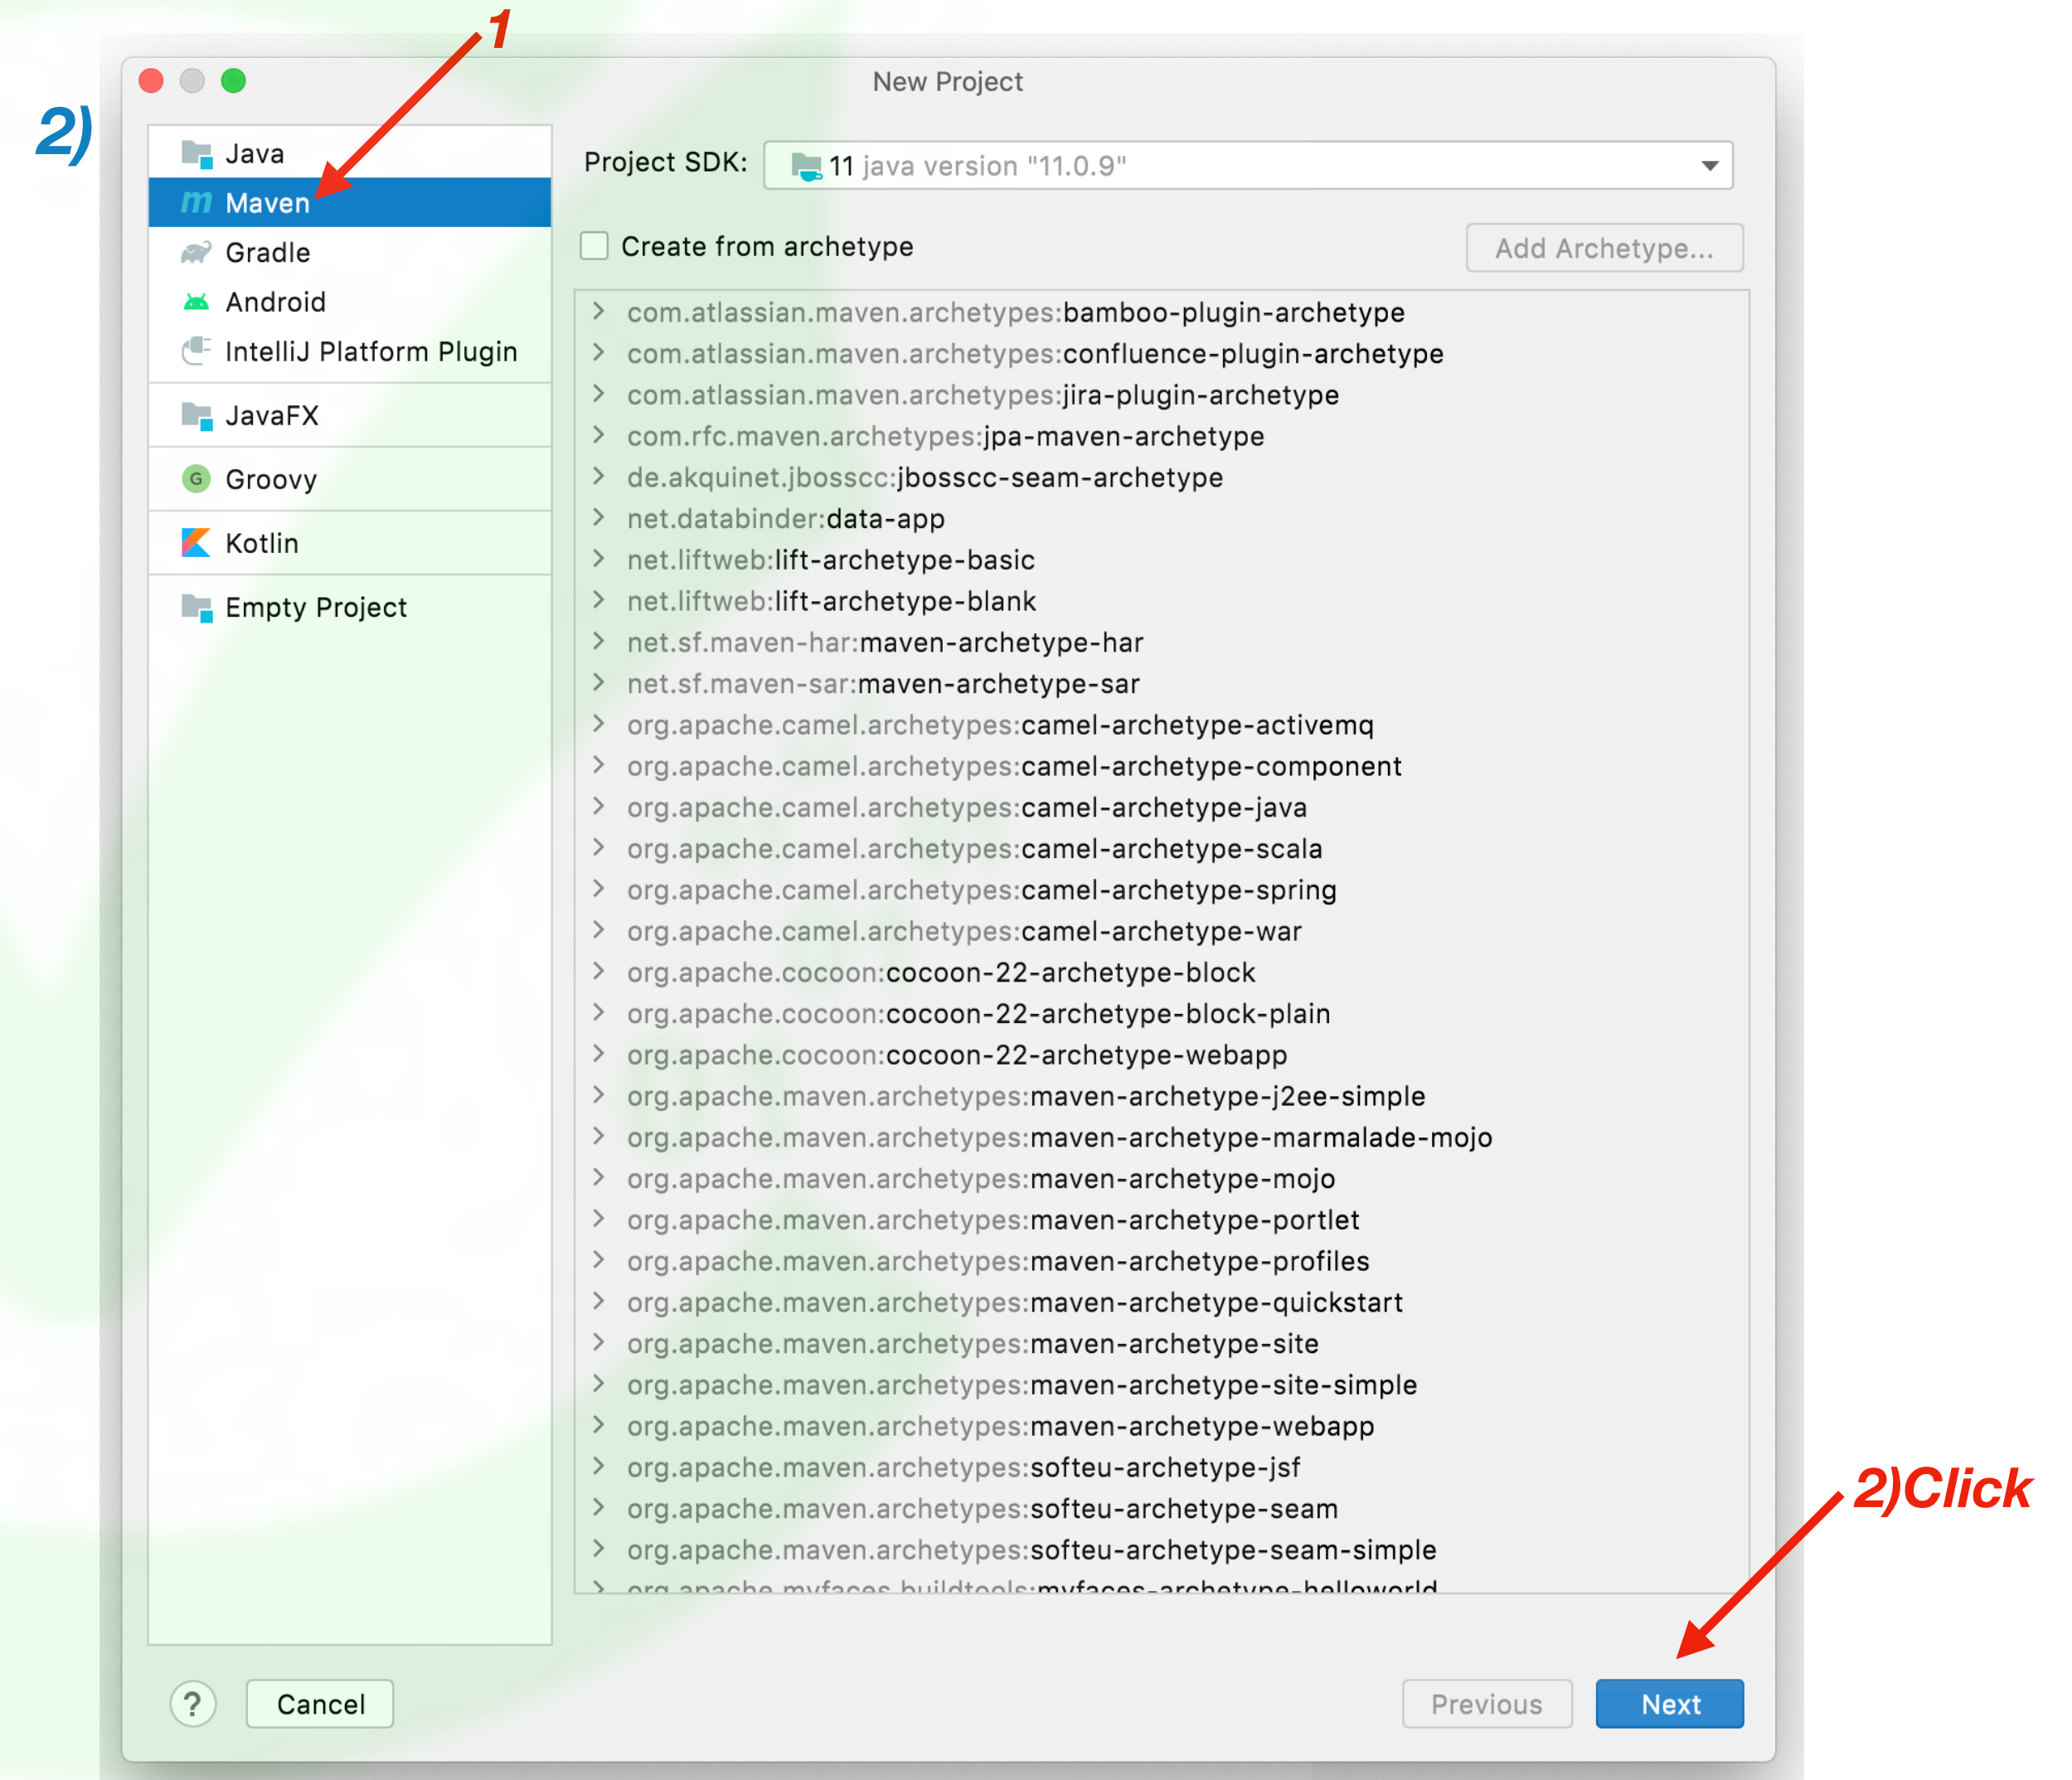 1
2)
New Project
Java
Maven
Gradle
Android
IntelliJ Platform Plugin
JavaFX
Groovy
Kotlin
Empty Project
Project SDK: 11 java version "11.0.9"
Create from archetype
Add Archetype...
com.atlassian.maven.archetypes:bamboo-plugin-archetype
com.atlassian.maven.archetypes:confluence-plugin-archetype
com.atlassian.maven.archetypes:jira-plugin-archetype
com.rfc.maven.archetypes:jpa-maven-archetype
de.akquinet.jbosscc:jbosscc-seam-archetype
net.databinder:data-app
net.liftweb:lift-archetype-basic
net.liftweb:lift-archetype-blank
net.sf.maven-har:maven-archetype-har
net.sf.maven-sar:maven-archetype-sar
org.apache.camel.archetypes:camel-archetype-activemq
org.apache.camel.archetypes:camel-archetype-component
org.apache.camel.archetypes:camel-archetype-java
org.apache.camel.archetypes:camel-archetype-scala
org.apache.camel.archetypes:camel-archetype-spring
org.apache.camel.archetypes:camel-archetype-war
org.apache.cocoon:cocoon-22-archetype-block
org.apache.cocoon:cocoon-22-archetype-block-plain
org.apache.cocoon:cocoon-22-archetype-webapp
org.apache.maven.archetypes:maven-archetype-j2ee-simple
org.apache.maven.archetypes:maven-archetype-marmalade-mojo
org.apache.maven.archetypes:maven-archetype-mojo
org.apache.maven.archetypes:maven-archetype-portlet
org.apache.maven.archetypes:maven-archetype-profiles
org.apache.maven.archetypes:maven-archetype-quickstart
org.apache.maven.archetypes:maven-archetype-site
org.apache.maven.archetypes:maven-archetype-site-simple
org.apache.maven.archetypes:maven-archetype-webapp
org.apache.maven.archetypes:softeu-archetype-jsf
org.apache.maven.archetypes:softeu-archetype-seam
org.apache.maven.archetypes:softeu-archetype-seam-simple
org.apache.myfaces.buildtools:myfaces-archetype-helloworld
2)Click
?
Cancel
Previous
Next